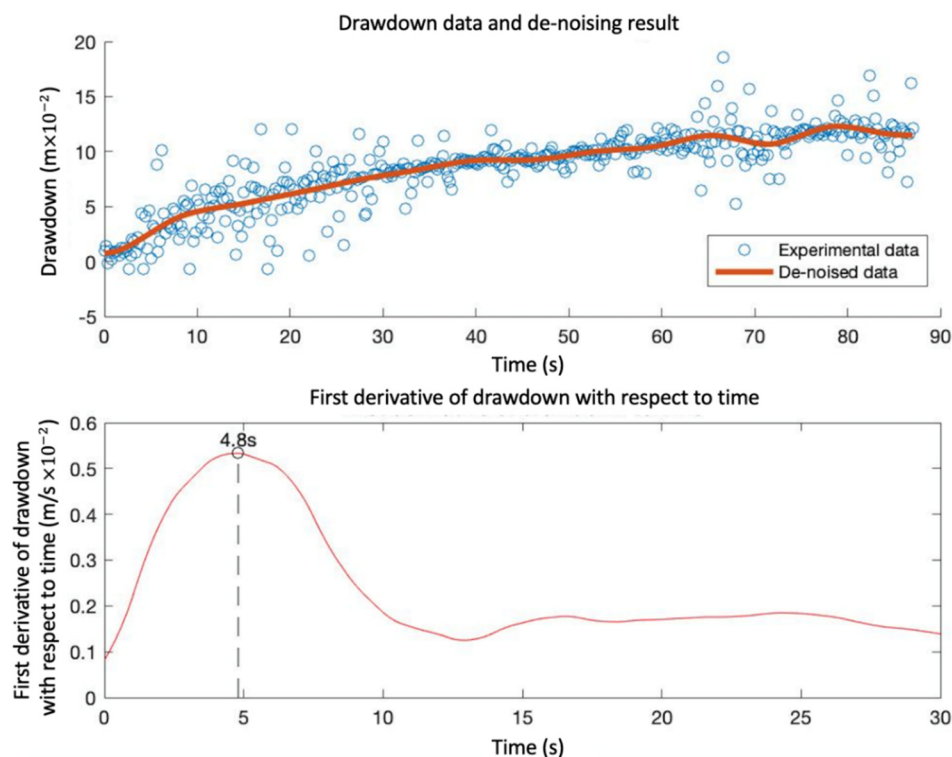 Drawdown data and de-noising result
20
15
10
5
0
-5
Drawdown (m×10⁻²)
Experimental data
De-noised data
0 10 20 30 40 50 60 70 80 90
Time (s)
First derivative of drawdown with respect to time
0.6
0.5
0.4
0.3
0.2
0.1
0
First derivative of drawdown
with respect to time (m/s ×10⁻²)
4.8s
0 5 10 15 20 25 30
Time (s)